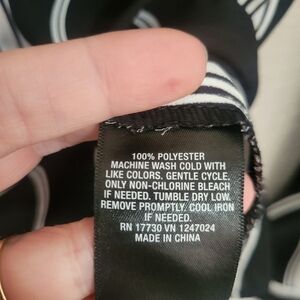 100% POLYESTER
MACHINE WASH COLD WITH
LIKE COLORS. GENTLE CYCLE.
ONLY NON-CHLORINE BLEACH
IF NEEDED. TUMBLE DRY LOW.
REMOVE PROMPTLY. COOL IRON
IF NEEDED.
RN 17730 VN 1247024
MADE IN CHINA